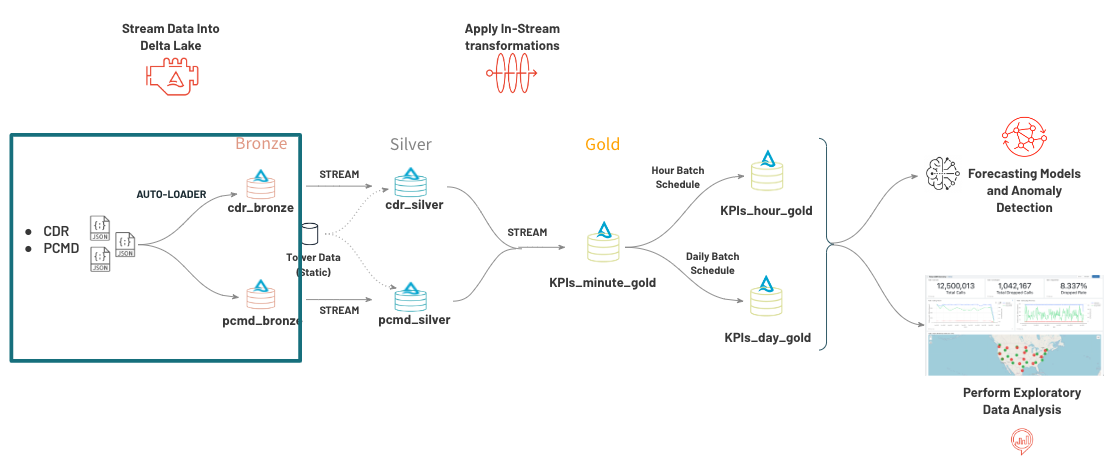 Stream Data Into
Delta Lake
Apply In-Stream
transformations
Bronze
Silver
Gold
AUTO-LOADER
CDR
PCMD
{:}
JSON
{:}
JSON
{:}
JSON
cdr_bronze
pcmd_bronze
STREAM
STREAM
Tower Data
(Static)
cdr_silver
pcmd_silver
STREAM
KPIs_minute_gold
Hour Batch
Schedule
Daily Batch
Schedule
KPIs_hour_gold
KPIs_day_gold
Forecasting Models
and Anomaly
Detection
12,500,013
Total Calls
1,042,167
Total Dropped Calls
8.337%
Dropped Rate
Perform Exploratory
Data Analysis